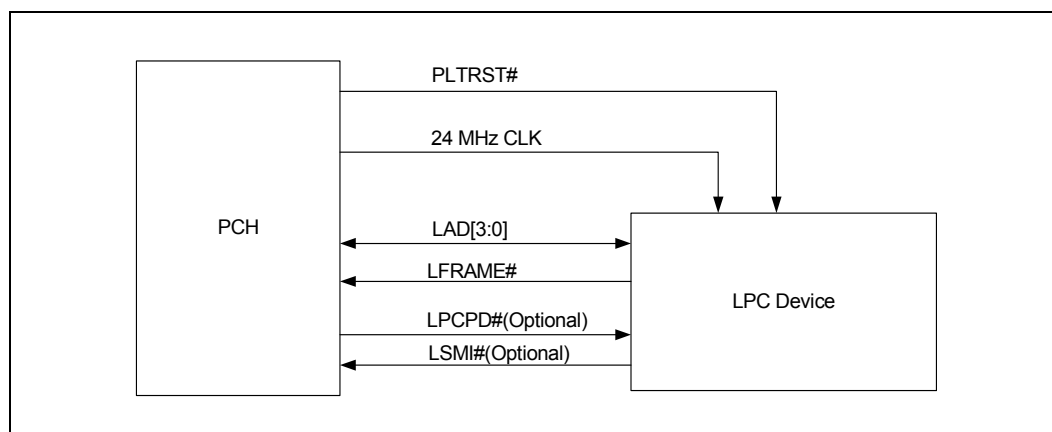 PLTRST#
24 MHz CLK
PCH
LAD[3:0]
LFRAME#
LPC Device
LPCPD#(Optional)
LSMI#(Optional)